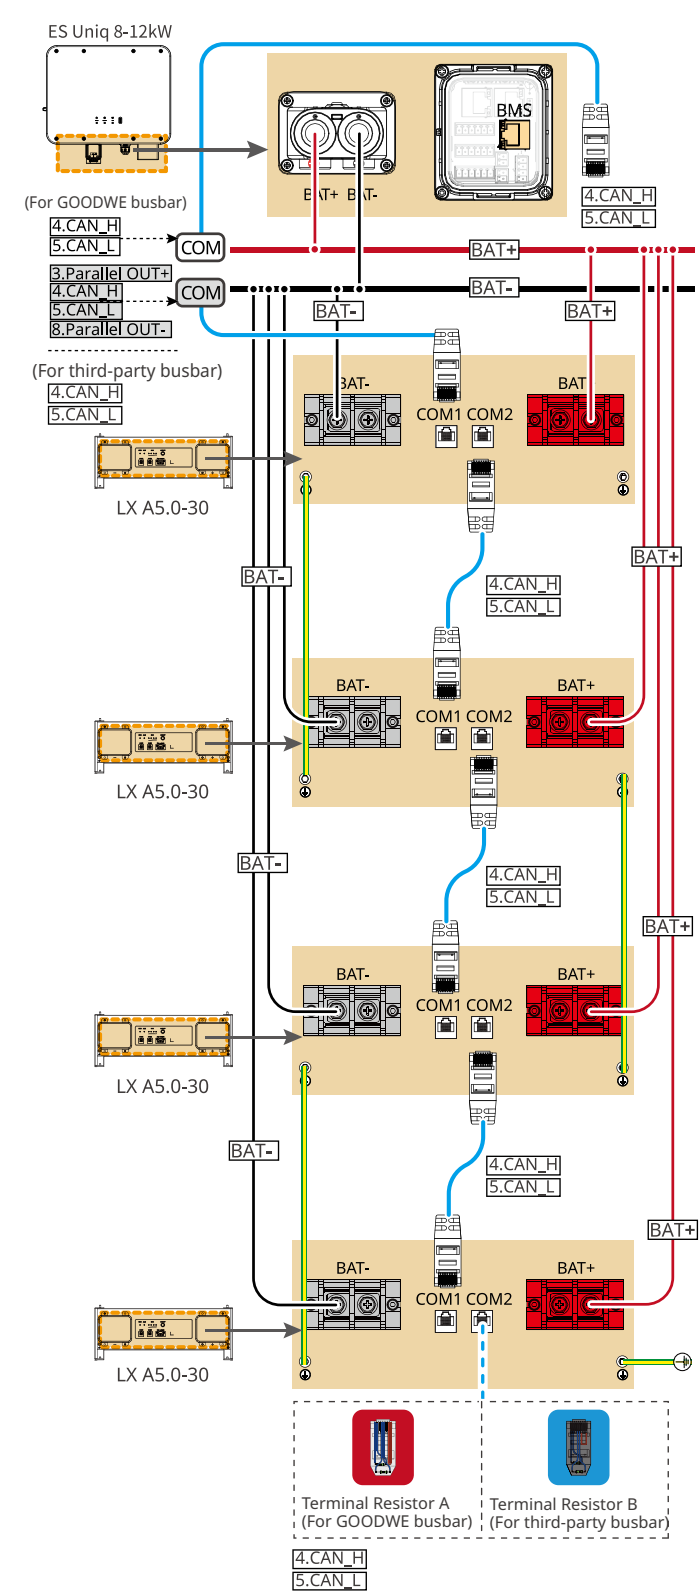 ES Uniq 8-12kW
BMS
BAT+ BAT-
4.CAN_H
5.CAN_L
(For GOODWE busbar)
4.CAN_H
5.CAN_L
COM
BAT+
3.Parallel OUT+
4.CAN_H
5.CAN_L
8.Parallel OUT-
COM
BAT-
BAT-
BAT+
(For third-party busbar)
4.CAN_H
5.CAN_L
BAT-
BAT
COM1 COM2
LX A5.0-30
BAT-
BAT+
4.CAN_H
5.CAN_L
BAT-
BAT+
COM1 COM2
LX A5.0-30
BAT-
4.CAN_H
5.CAN_L
BAT+
BAT-
BAT+
COM1 COM2
LX A5.0-30
BAT-
4.CAN_H
5.CAN_L
BAT+
BAT-
BAT+
COM1 COM2
LX A5.0-30
Terminal Resistor A
(For GOODWE busbar)
Terminal Resistor B
(For third-party busbar)
4.CAN_H
5.CAN_L